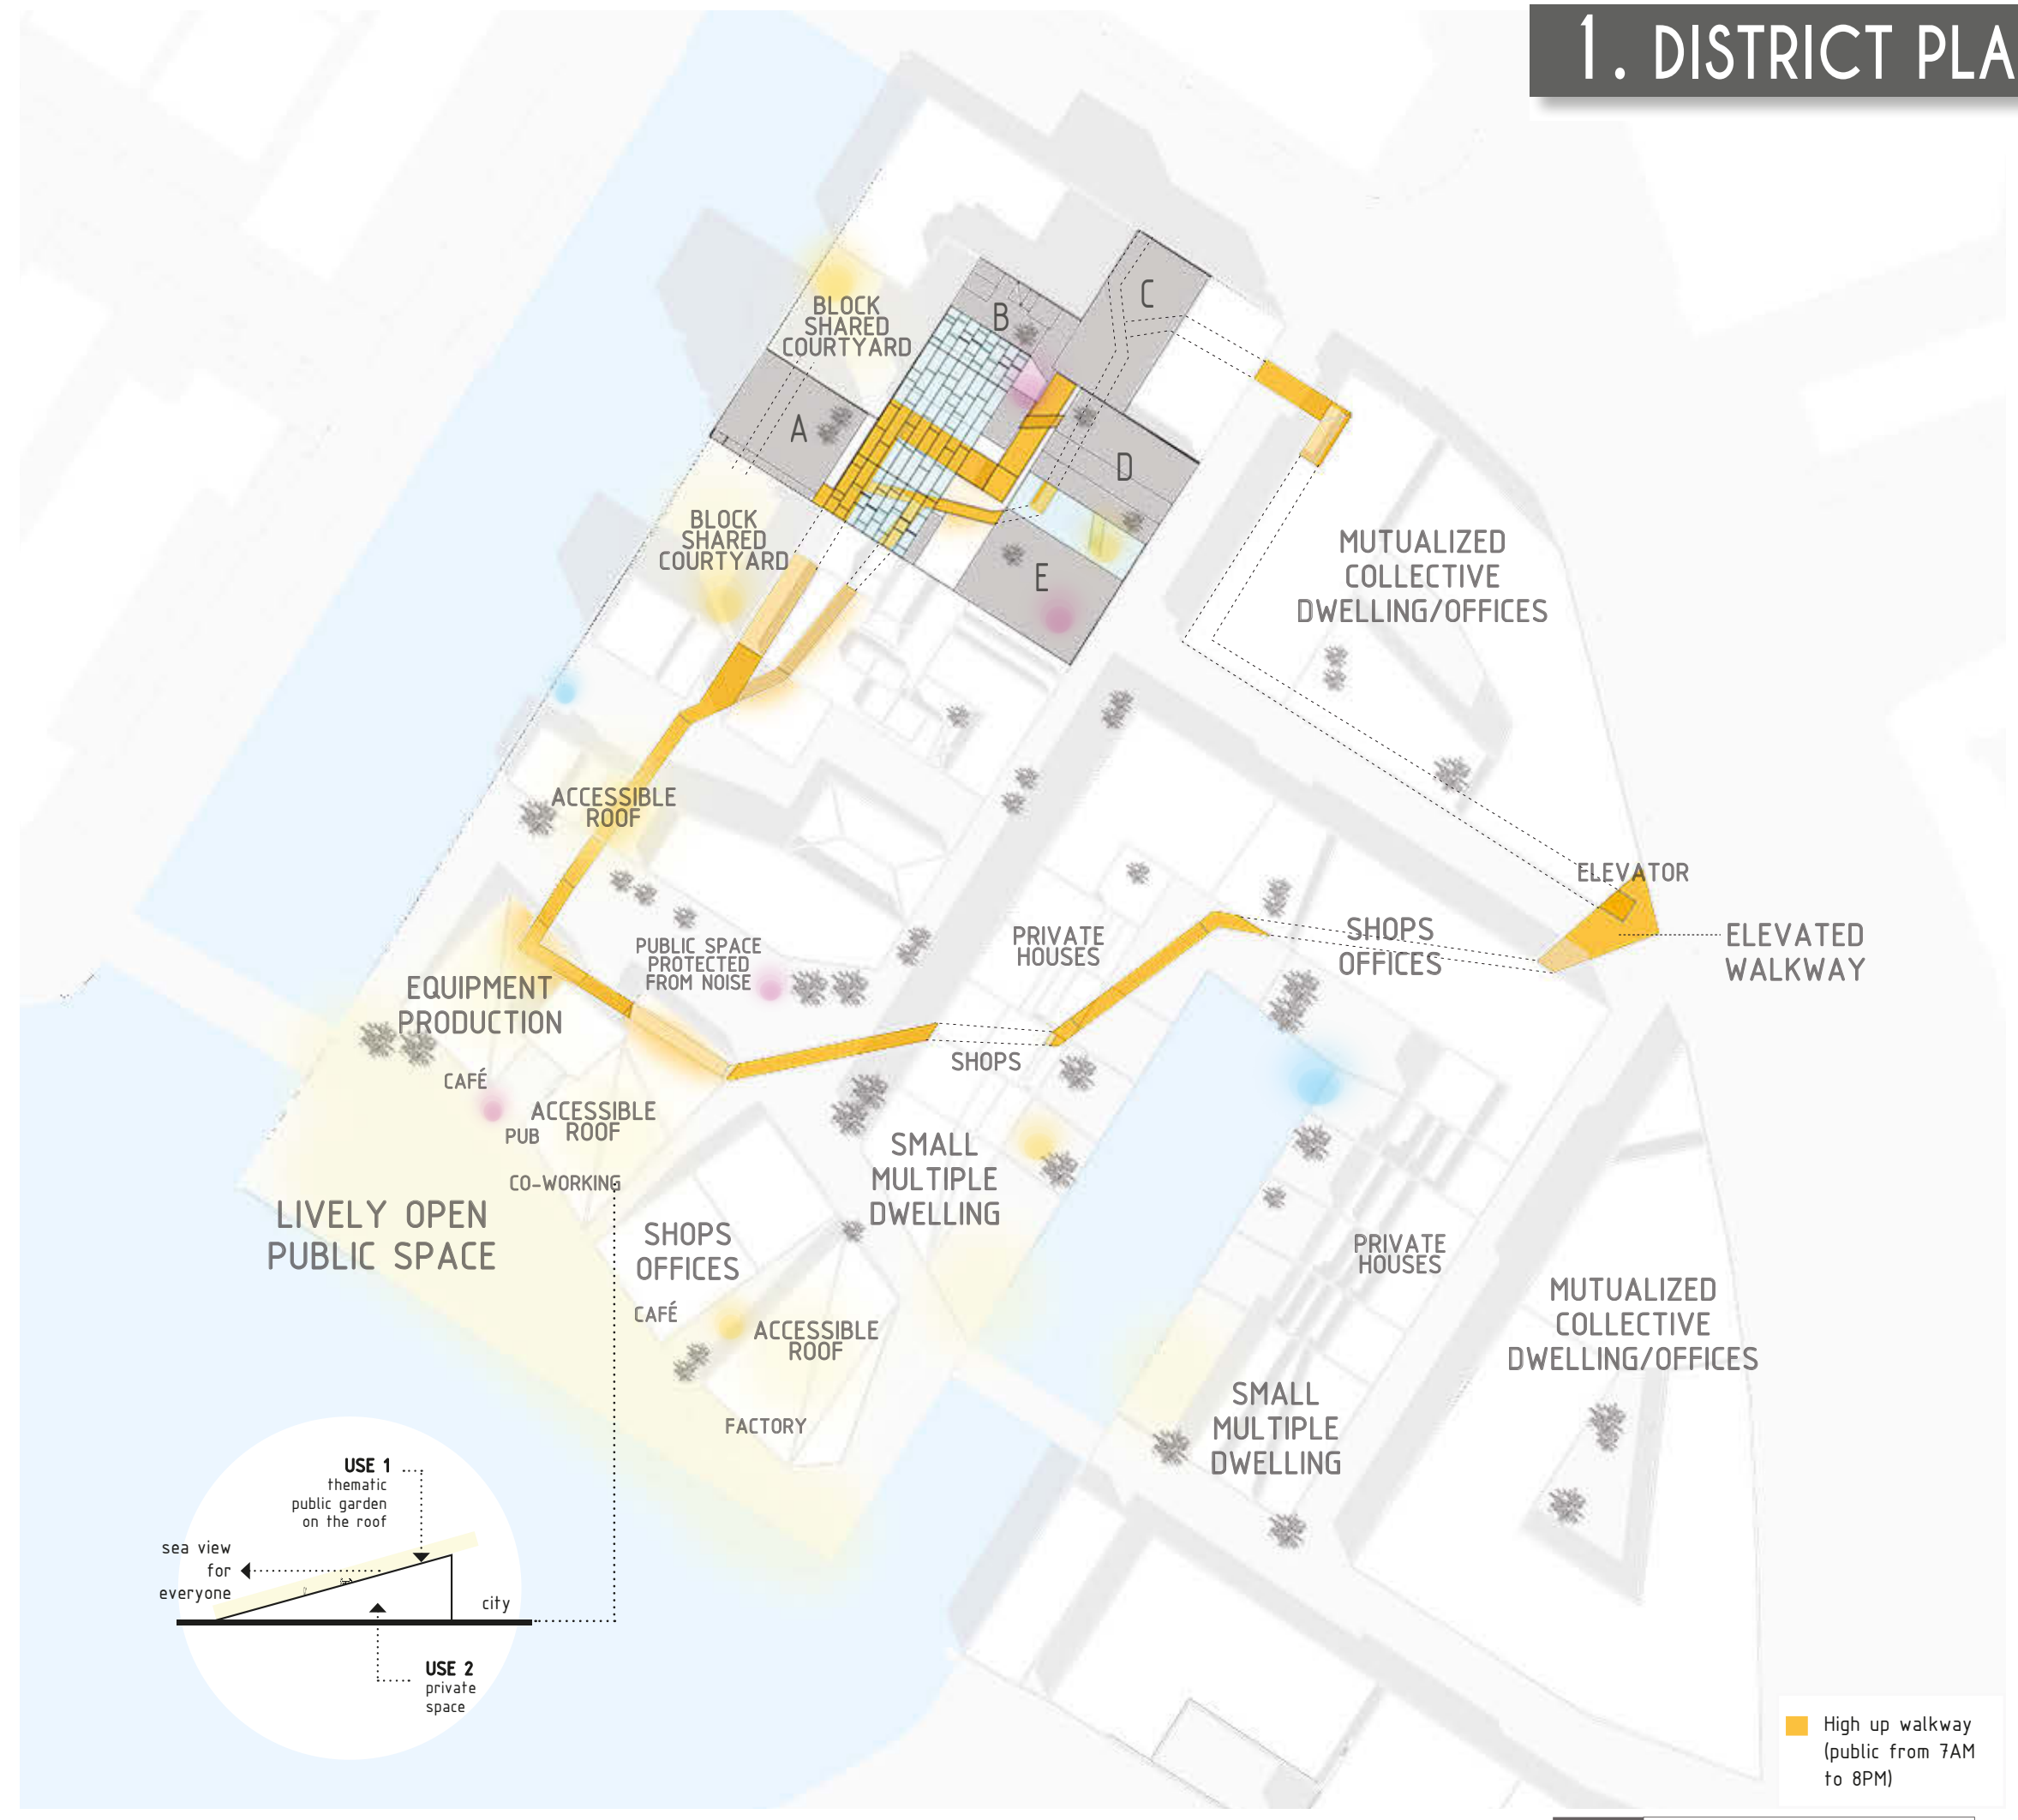 1. DISTRICT PLA
BLOCK
SHARED
COURTYARD
B
C
A
D
E
BLOCK
SHARED
COURTYARD
MUTUALIZED
COLLECTIVE
DWELLING/OFFICES
ACCESSIBLE
ROOF
ELEVATOR
ELEVATED
WALKWAY
SHOPS
OFFICES
PRIVATE
HOUSES
PUBLIC SPACE
PROTECTED
FROM NOISE
EQUIPMENT
PRODUCTION
SHOPS
CAFÉ
PUB
ACCESSIBLE
ROOF
CO-WORKING
SMALL
MULTIPLE
DWELLING
LIVELY OPEN
PUBLIC SPACE
SHOPS
OFFICES
CAFÉ
ACCESSIBLE
ROOF
FACTORY
PRIVATE
HOUSES
MUTUALIZED
COLLECTIVE
DWELLING/OFFICES
SMALL
MULTIPLE
DWELLING
USE 1
thematic
public garden
on the roof
sea view
for
everyone
city
USE 2
private
space
High up walkway
(public from 7AM
to 8PM)